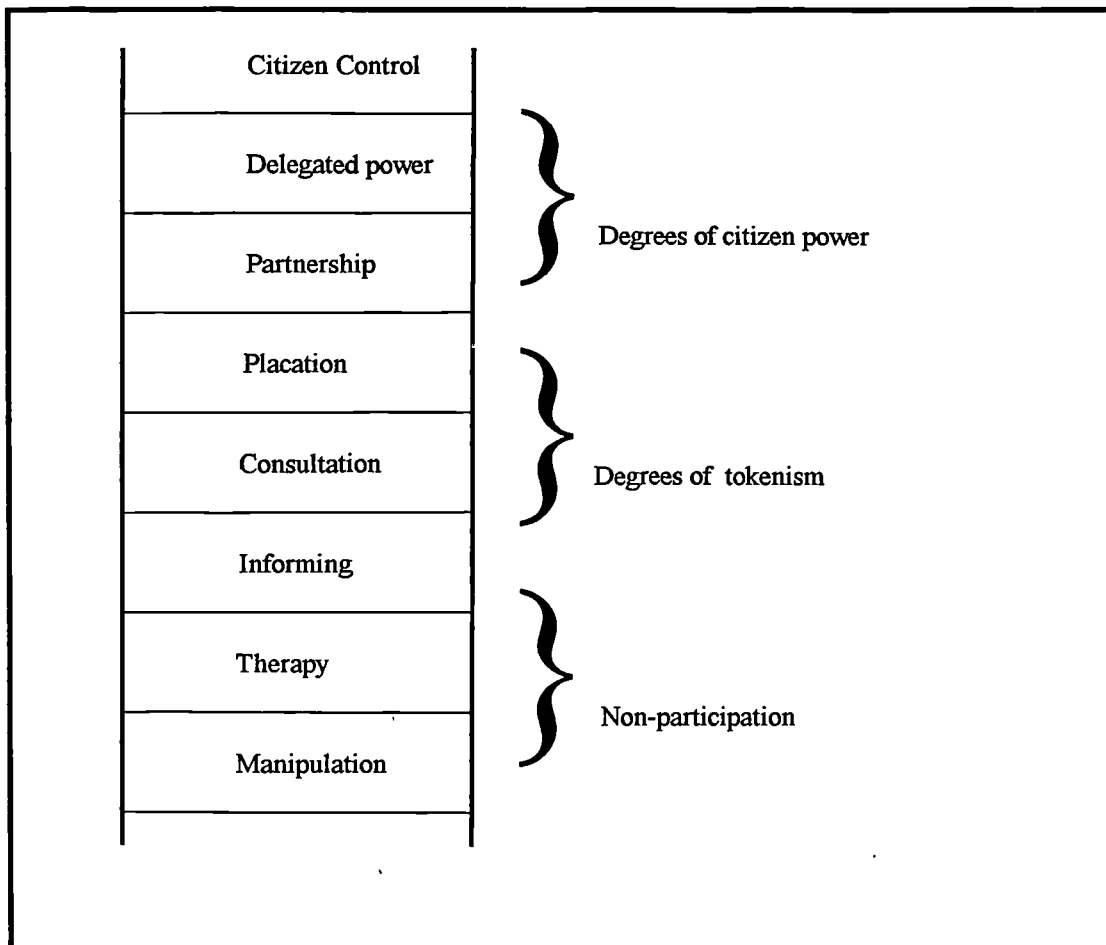 Citizen Control
Delegated power
Partnership
Degrees of citizen power
Placation
Consultation
Degrees of tokenism
Informing
Therapy
Non-participation
Manipulation